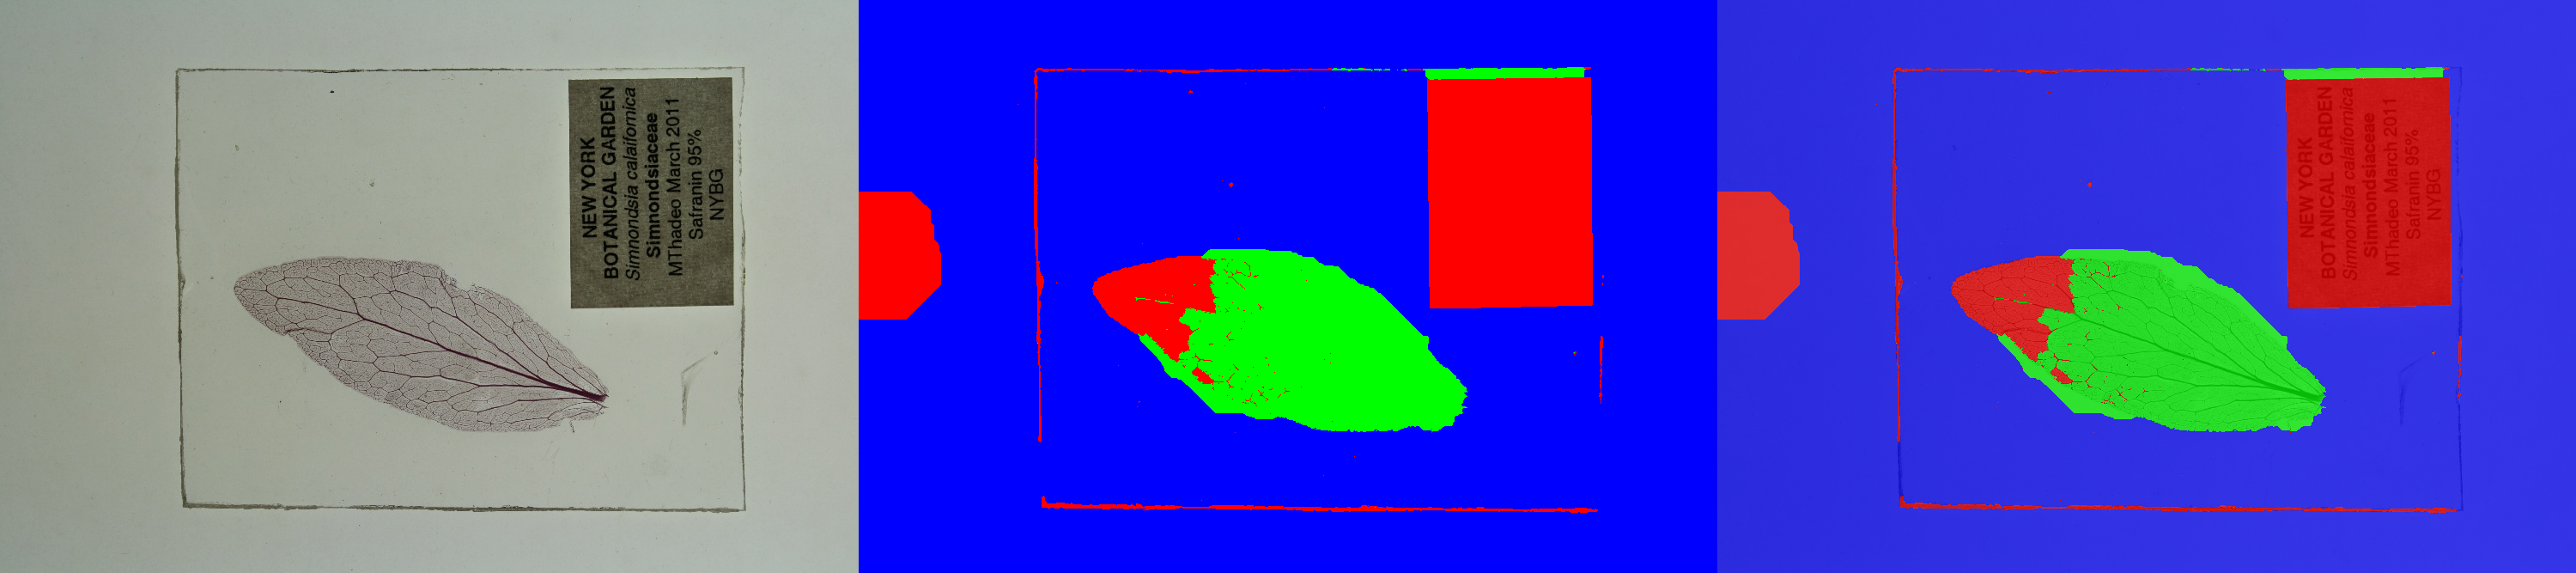 NEW YORK
BOTANICAL GARDEN
Simnondsia calaifornica
Simnondsiaceae
MThadeo March 2011
Safranin 95%
NYBG
NEW YORK
BOTANICAL GARDEN
Simnondsia calaifornica
Simnondsiaceae
MThadeo March 2011
Safranin 95%
NYBG